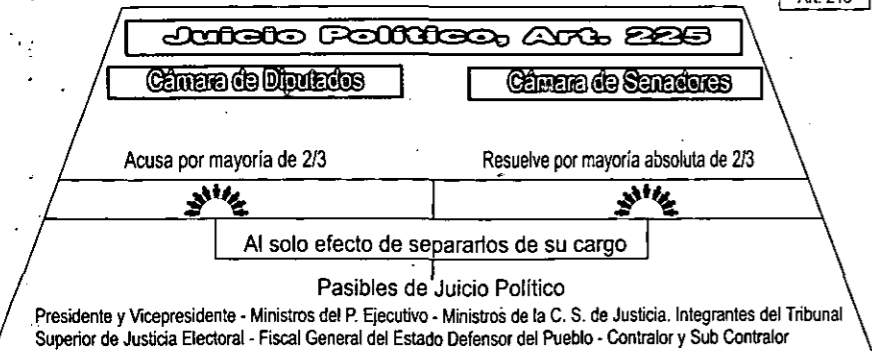 Juicio Político, Art. 225
Cámara de Diputados
Cámara de Senadores
Acusa por mayoría de 2/3
Resuelve por mayoría absoluta de 2/3
Al solo efecto de separarlos de su cargo
Pasibles de Juicio Político
Presidente y Vicepresidente - Ministros del P. Ejecutivo - Ministros de la C. S. de Justicia. Integrantes del Tribunal
Superior de Justicia Electoral - Fiscal General del Estado Defensor del Pueblo - Contralor y Sub Contralor